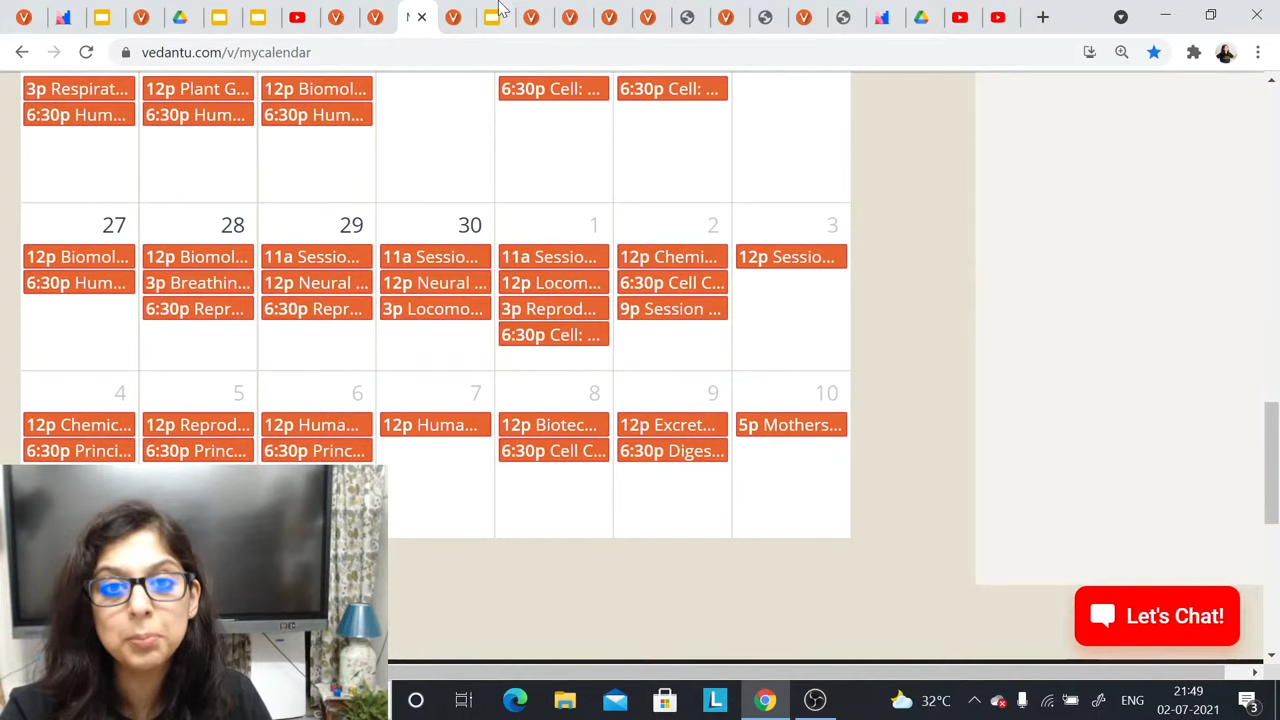 vedantu.com/v/mycalendar
3p Respirat...
12p Plant G...
12p Biomol...
6:30p Cell: ...
6:30p Cell: ...
6:30p Hum...
6:30p Hum...
6:30p Hum...
27
28
29
30
1
2
3
12p Biomol...
12p Biomol...
11a Sessio...
11a Sessio...
11a Sessio...
12p Chemi...
12p Sessio...
6:30p Hum...
3p Breathin...
12p Neural ...
12p Neural ...
12p Locom...
6:30p Cell C...
6:30p Repr...
6:30p Repr...
3p Locomo...
3p Reprod...
9p Session ...
6:30p Cell: ...
4
5
6
7
8
9
10
12p Chemic...
12p Reprod...
12p Huma...
12p Huma...
12p Biotec...
12p Excret...
5p Mothers...
6:30p Princi...
6:30p Princ...
6:30p Princ...
6:30p Cell C...
6:30p Diges...
Let's Chat!
32°C
ENG
21:49
02-07-2021
3